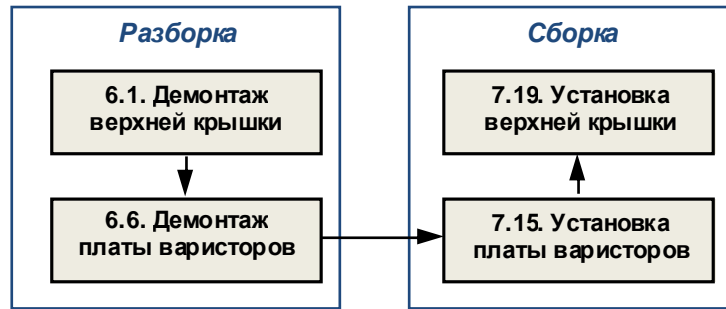 Разборка
6.1. Демонтаж
верхней крышки
6.6. Демонтаж
платы варисторов
Сборка
7.19. Установка
верхней крышки
7.15. Установка
платы варисторов